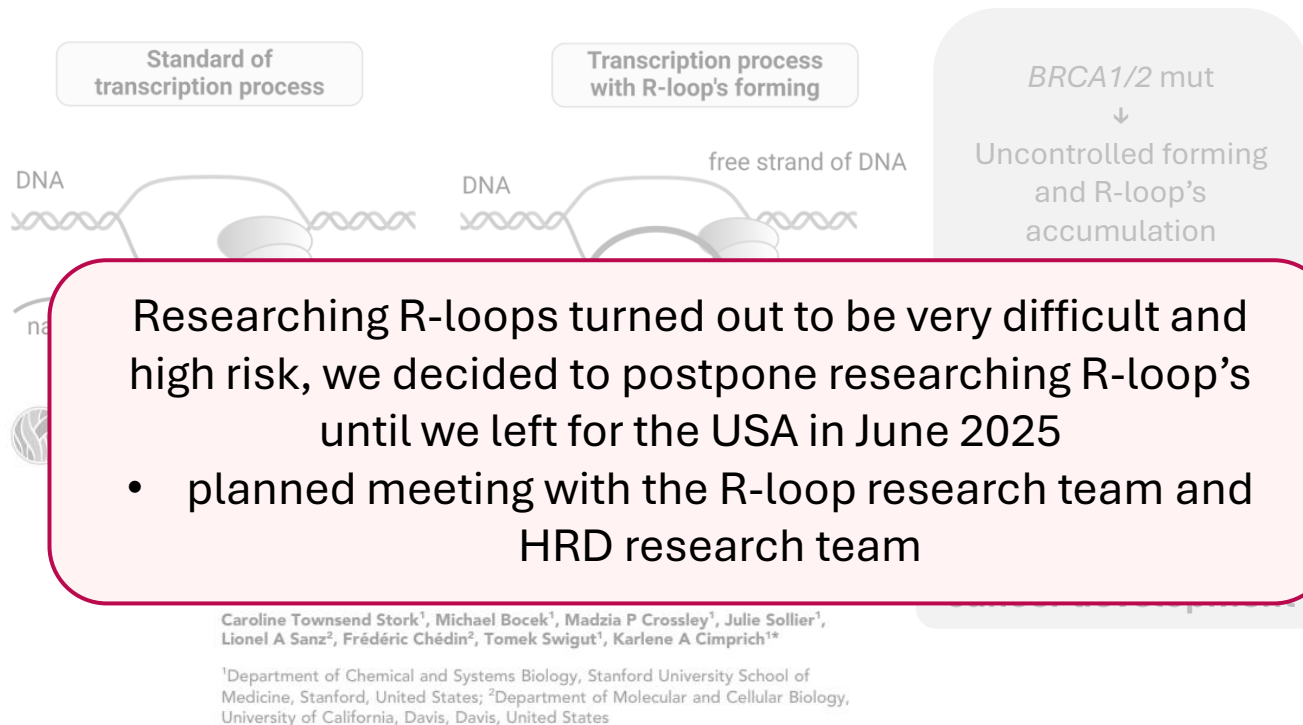 Standard of
transcription process
Transcription process
with R-loop's forming
BRCA1/2 mut
↓
Uncontrolled forming
and R-loop’s
accumulation
DNA
DNA
free strand of DNA
Researching R-loops turned out to be very difficult and
high risk, we decided to postpone researching R-loop’s
until we left for the USA in June 2025
• planned meeting with the R-loop research team and
HRD research team
Caroline Townsend Stork¹, Michael Bocek¹, Madzia P Crossley¹, Julie Sollier¹,
Lionel A Sanz², Frédéric Chédin², Tomek Swigut¹, Karlene A Cimprich¹*
¹Department of Chemical and Systems Biology, Stanford University School of
Medicine, Stanford, United States; ²Department of Molecular and Cellular Biology,
University of California, Davis, Davis, United States